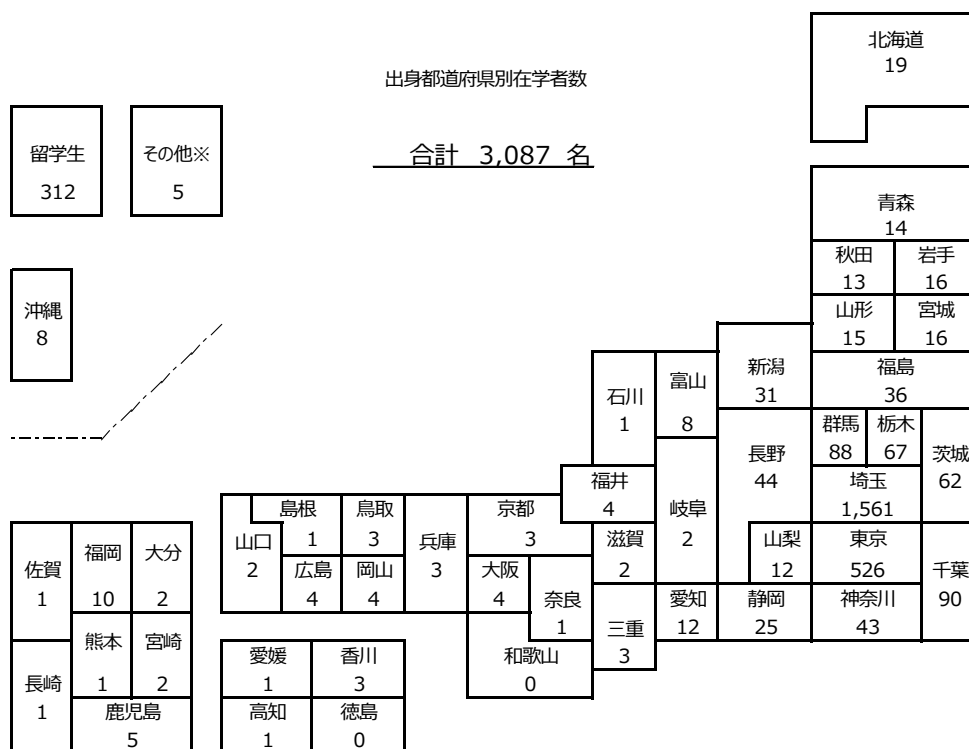 北海道
19
出身都道府県別在学者数
合計 3,087 名
留学生
312
その他※
5
青森
14
秋田
13
岩手
16
山形
15
宮城
16
沖縄
8
新潟
31
福島
36
石川
1
富山
8
群馬
88
栃木
67
茨城
62
長野
44
埼玉
1,561
福井
4
岐阜
2
島根
1
鳥取
3
京都
3
山口
2
兵庫
3
滋賀
2
山梨
12
東京
526
千葉
90
佐賀
1
福岡
10
大分
2
広島
4
岡山
4
大阪
4
奈良
1
三重
3
愛知
12
静岡
25
神奈川
43
熊本
1
宮崎
2
愛媛
1
香川
3
和歌山
0
長崎
1
鹿児島
5
高知
1
徳島
0